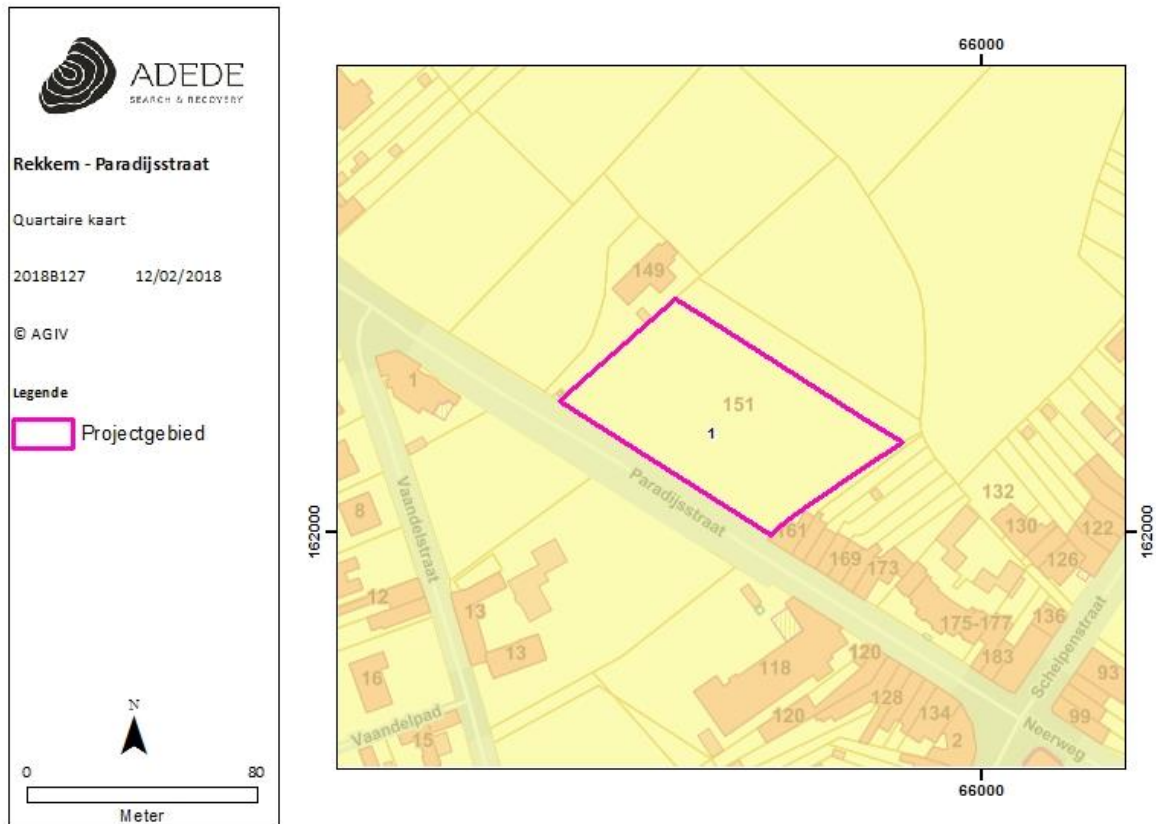 ADEDE
SEARCH & RECOVERY
Rekkem - Paradijsstraat
Quartaire kaart
2018B127 12/02/2018
© AGIV
Legende
Projectgebied
N
0 80
Meter
66000
149
1
151
1
Paradijsstraat
Vaandelstraat
8
12
13
13
16
Vaandelpad
15
161
169
173
175-177
183
132
130
122
126
136
Schelpenstraat
93
99
118
120
120
128
134
2
Neerweg
162000
162000
66000